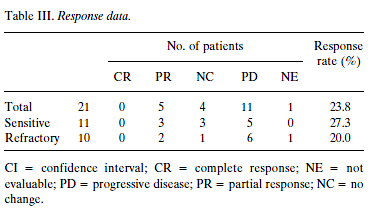 Table III. Response data.
No. of patients Response
rate (%)
CR PR NC PD NE
Total 21 0 5 4 11 1 23.8
Sensitive 11 0 3 3 5 0 27.3
Refractory 10 0 2 1 6 1 20.0
CI = confidence interval; CR = complete response; NE = not
evaluable; PD = progressive disease; PR = partial response; NC = no
change.